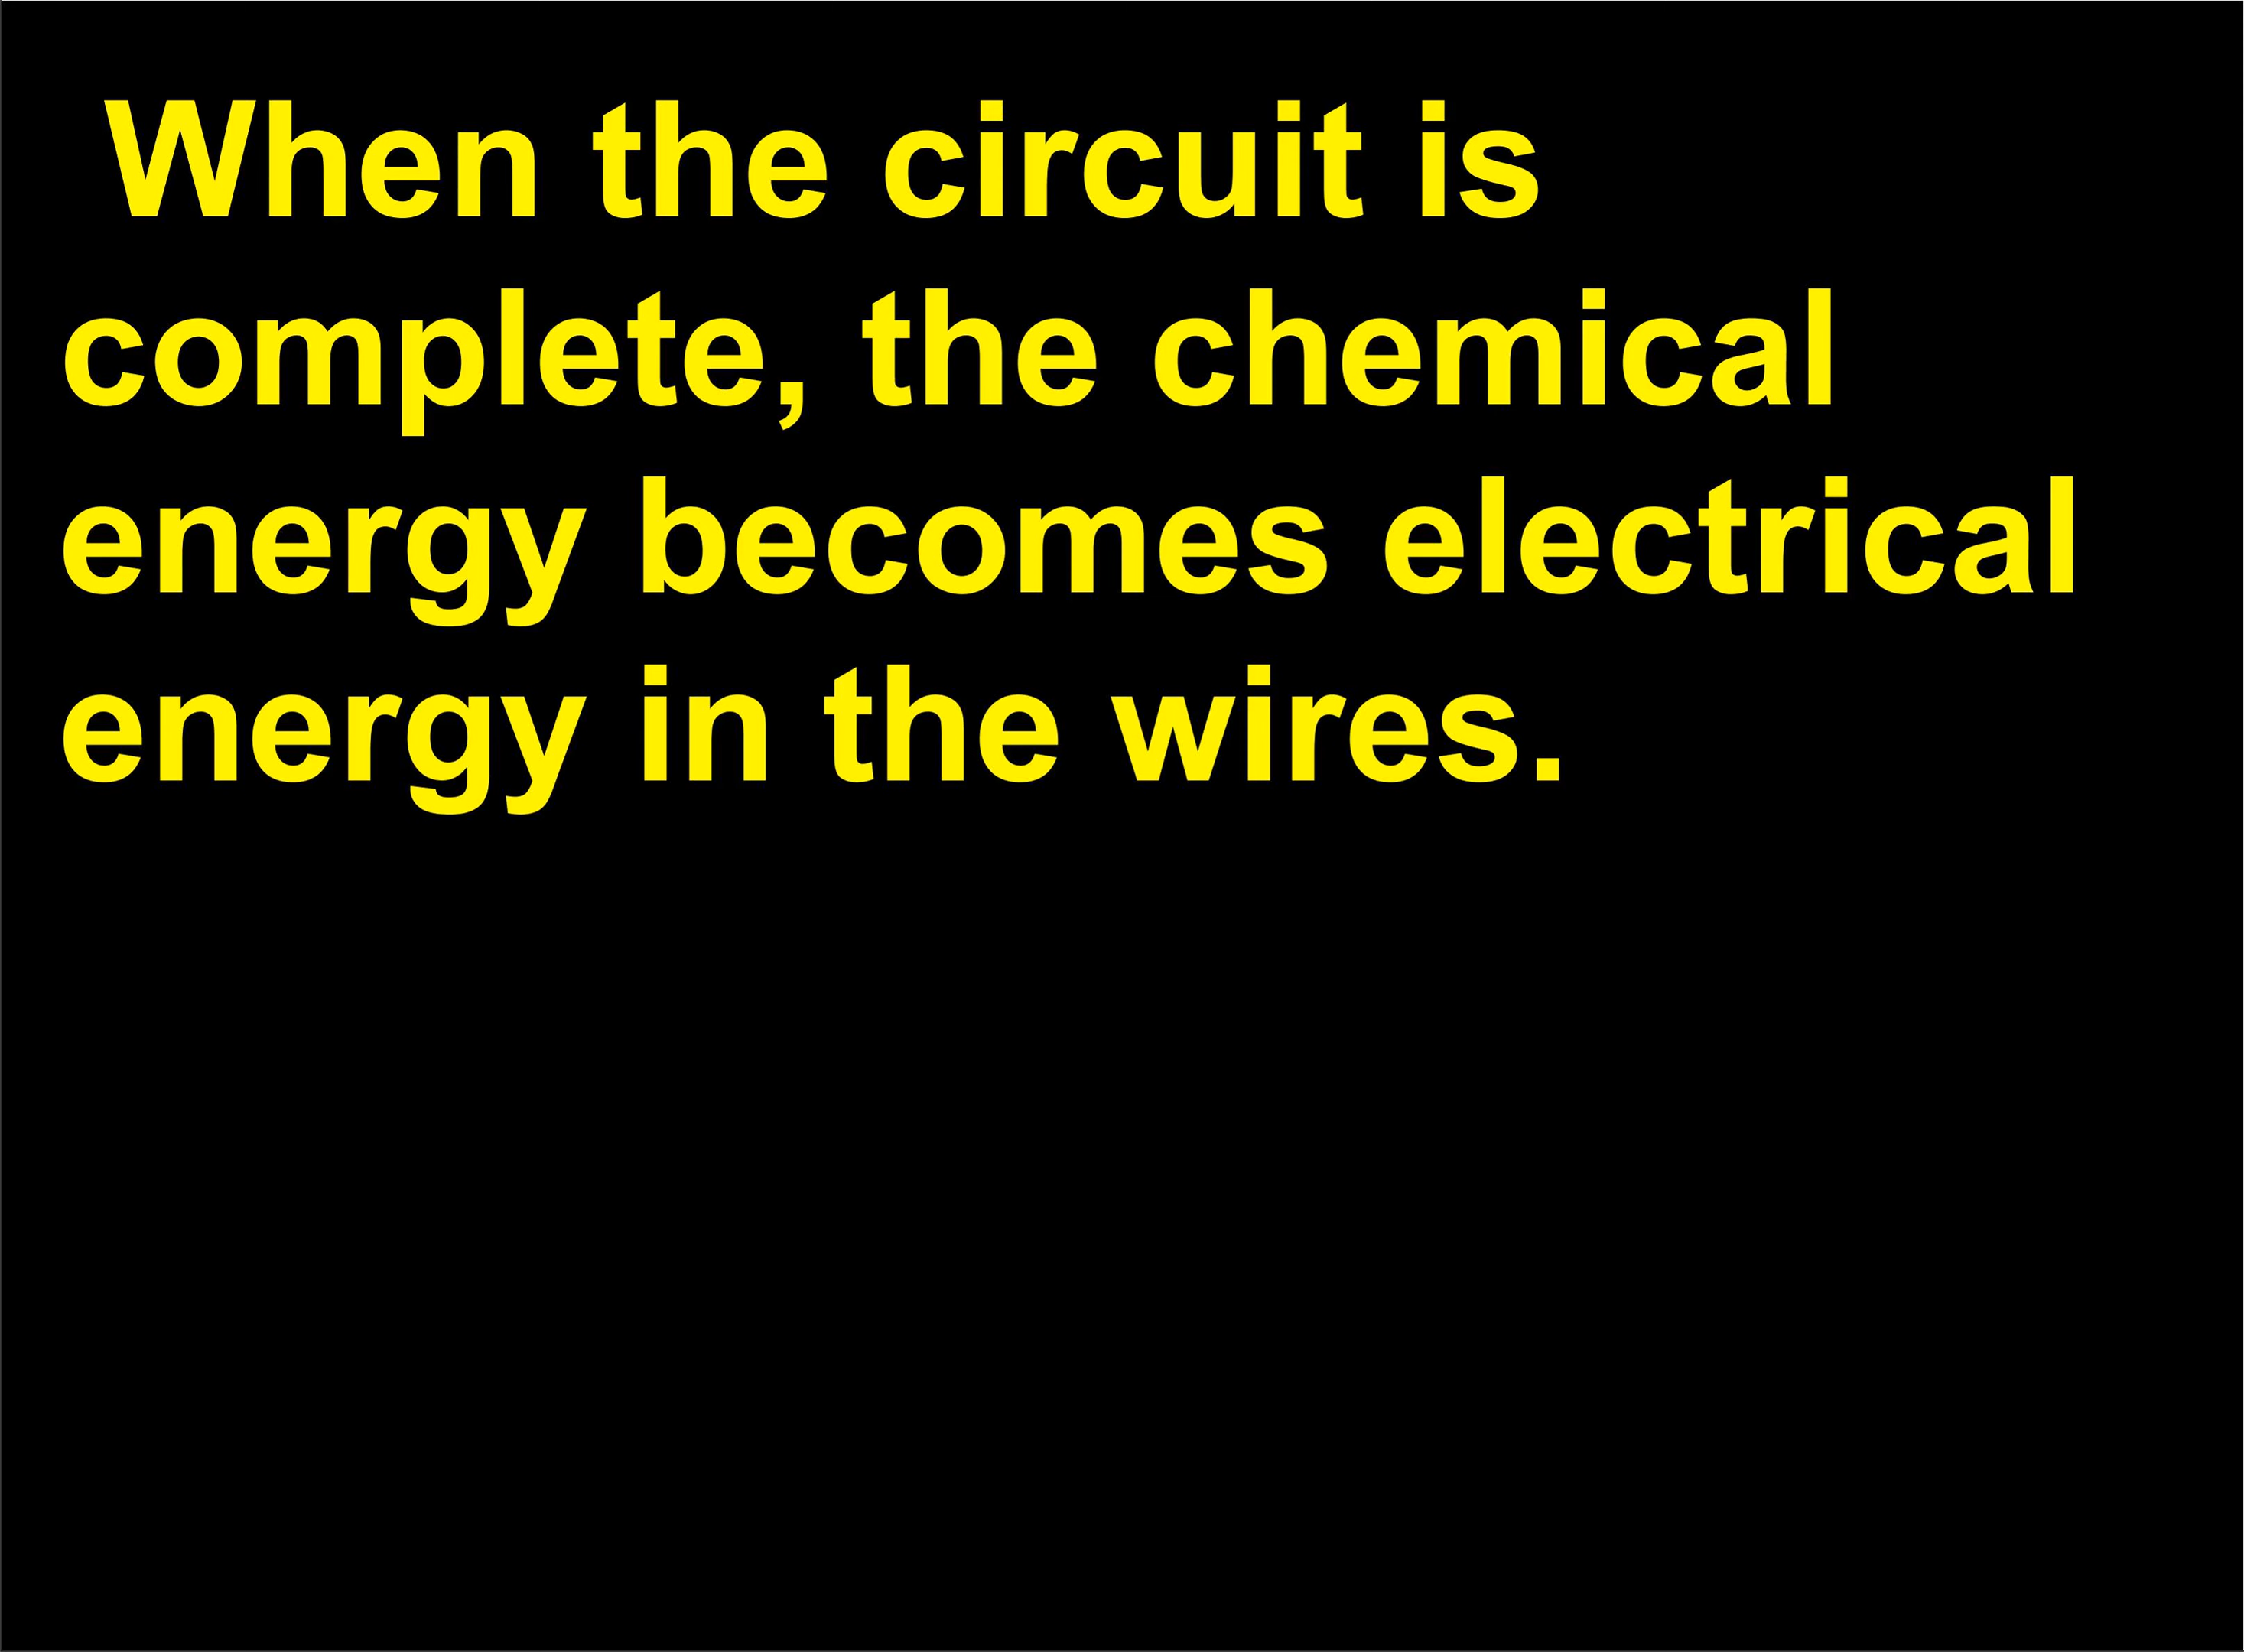 When the circuit is
complete, the chemical
energy becomes electrical
energy in the wires.